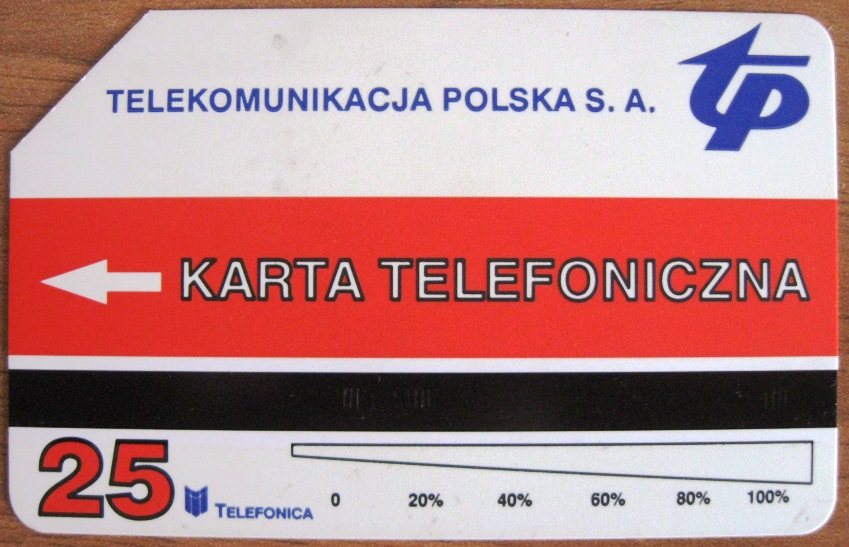 TELEKOMUNIKACJA POLSKA S. A.
tp
KARTA TELEFONICZNA
25
TELEFONICA
0 20% 40% 60% 80% 100%